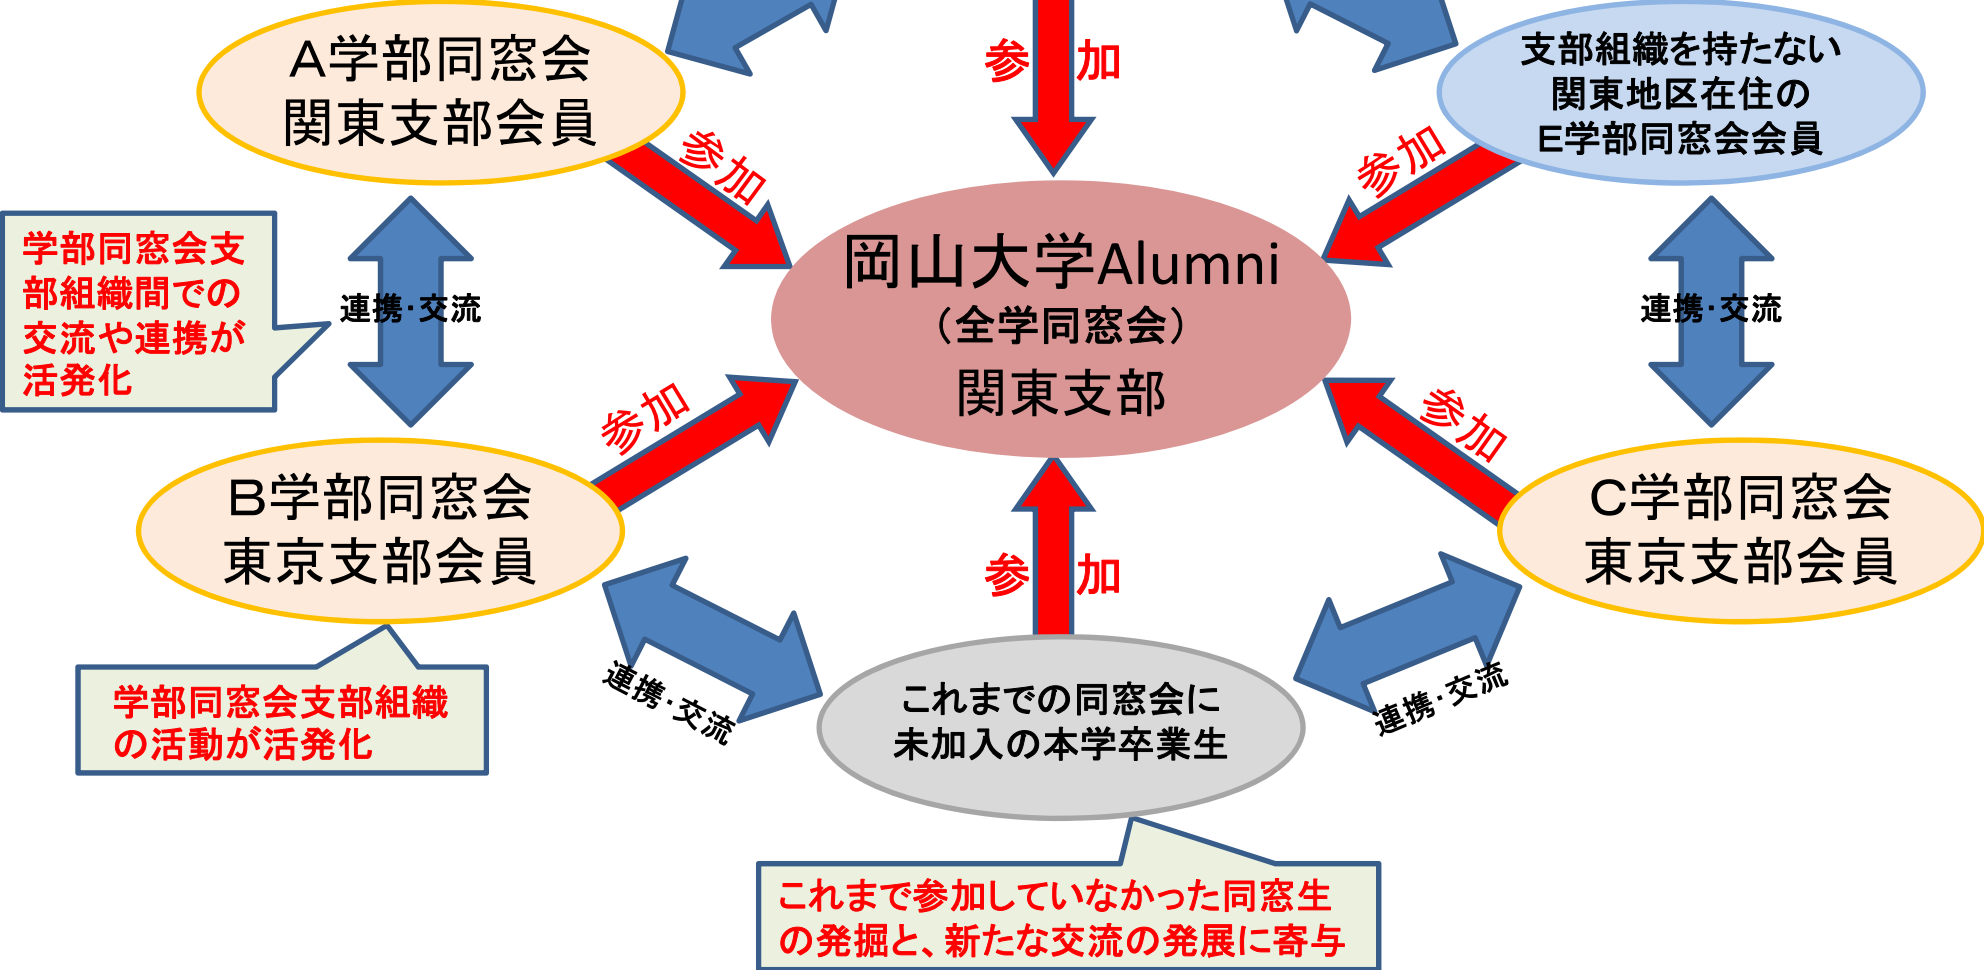 A学部同窓会
関東支部会員
参 加
支部組織を持たない
関東地区在住の
E学部同窓会会員
参加
参加
学部同窓会支
部組織間での
交流や連携が
活発化
連携・交流
岡山大学Alumni
（全学同窓会）
関東支部
連携・交流
参加
参加
B学部同窓会
東京支部会員
C学部同窓会
東京支部会員
参 加
連携・交流
連携・交流
学部同窓会支部組織
の活動が活発化
これまでの同窓会に
未加入の本学卒業生
これまで参加していなかった同窓生
の発掘と、新たな交流の発展に寄与